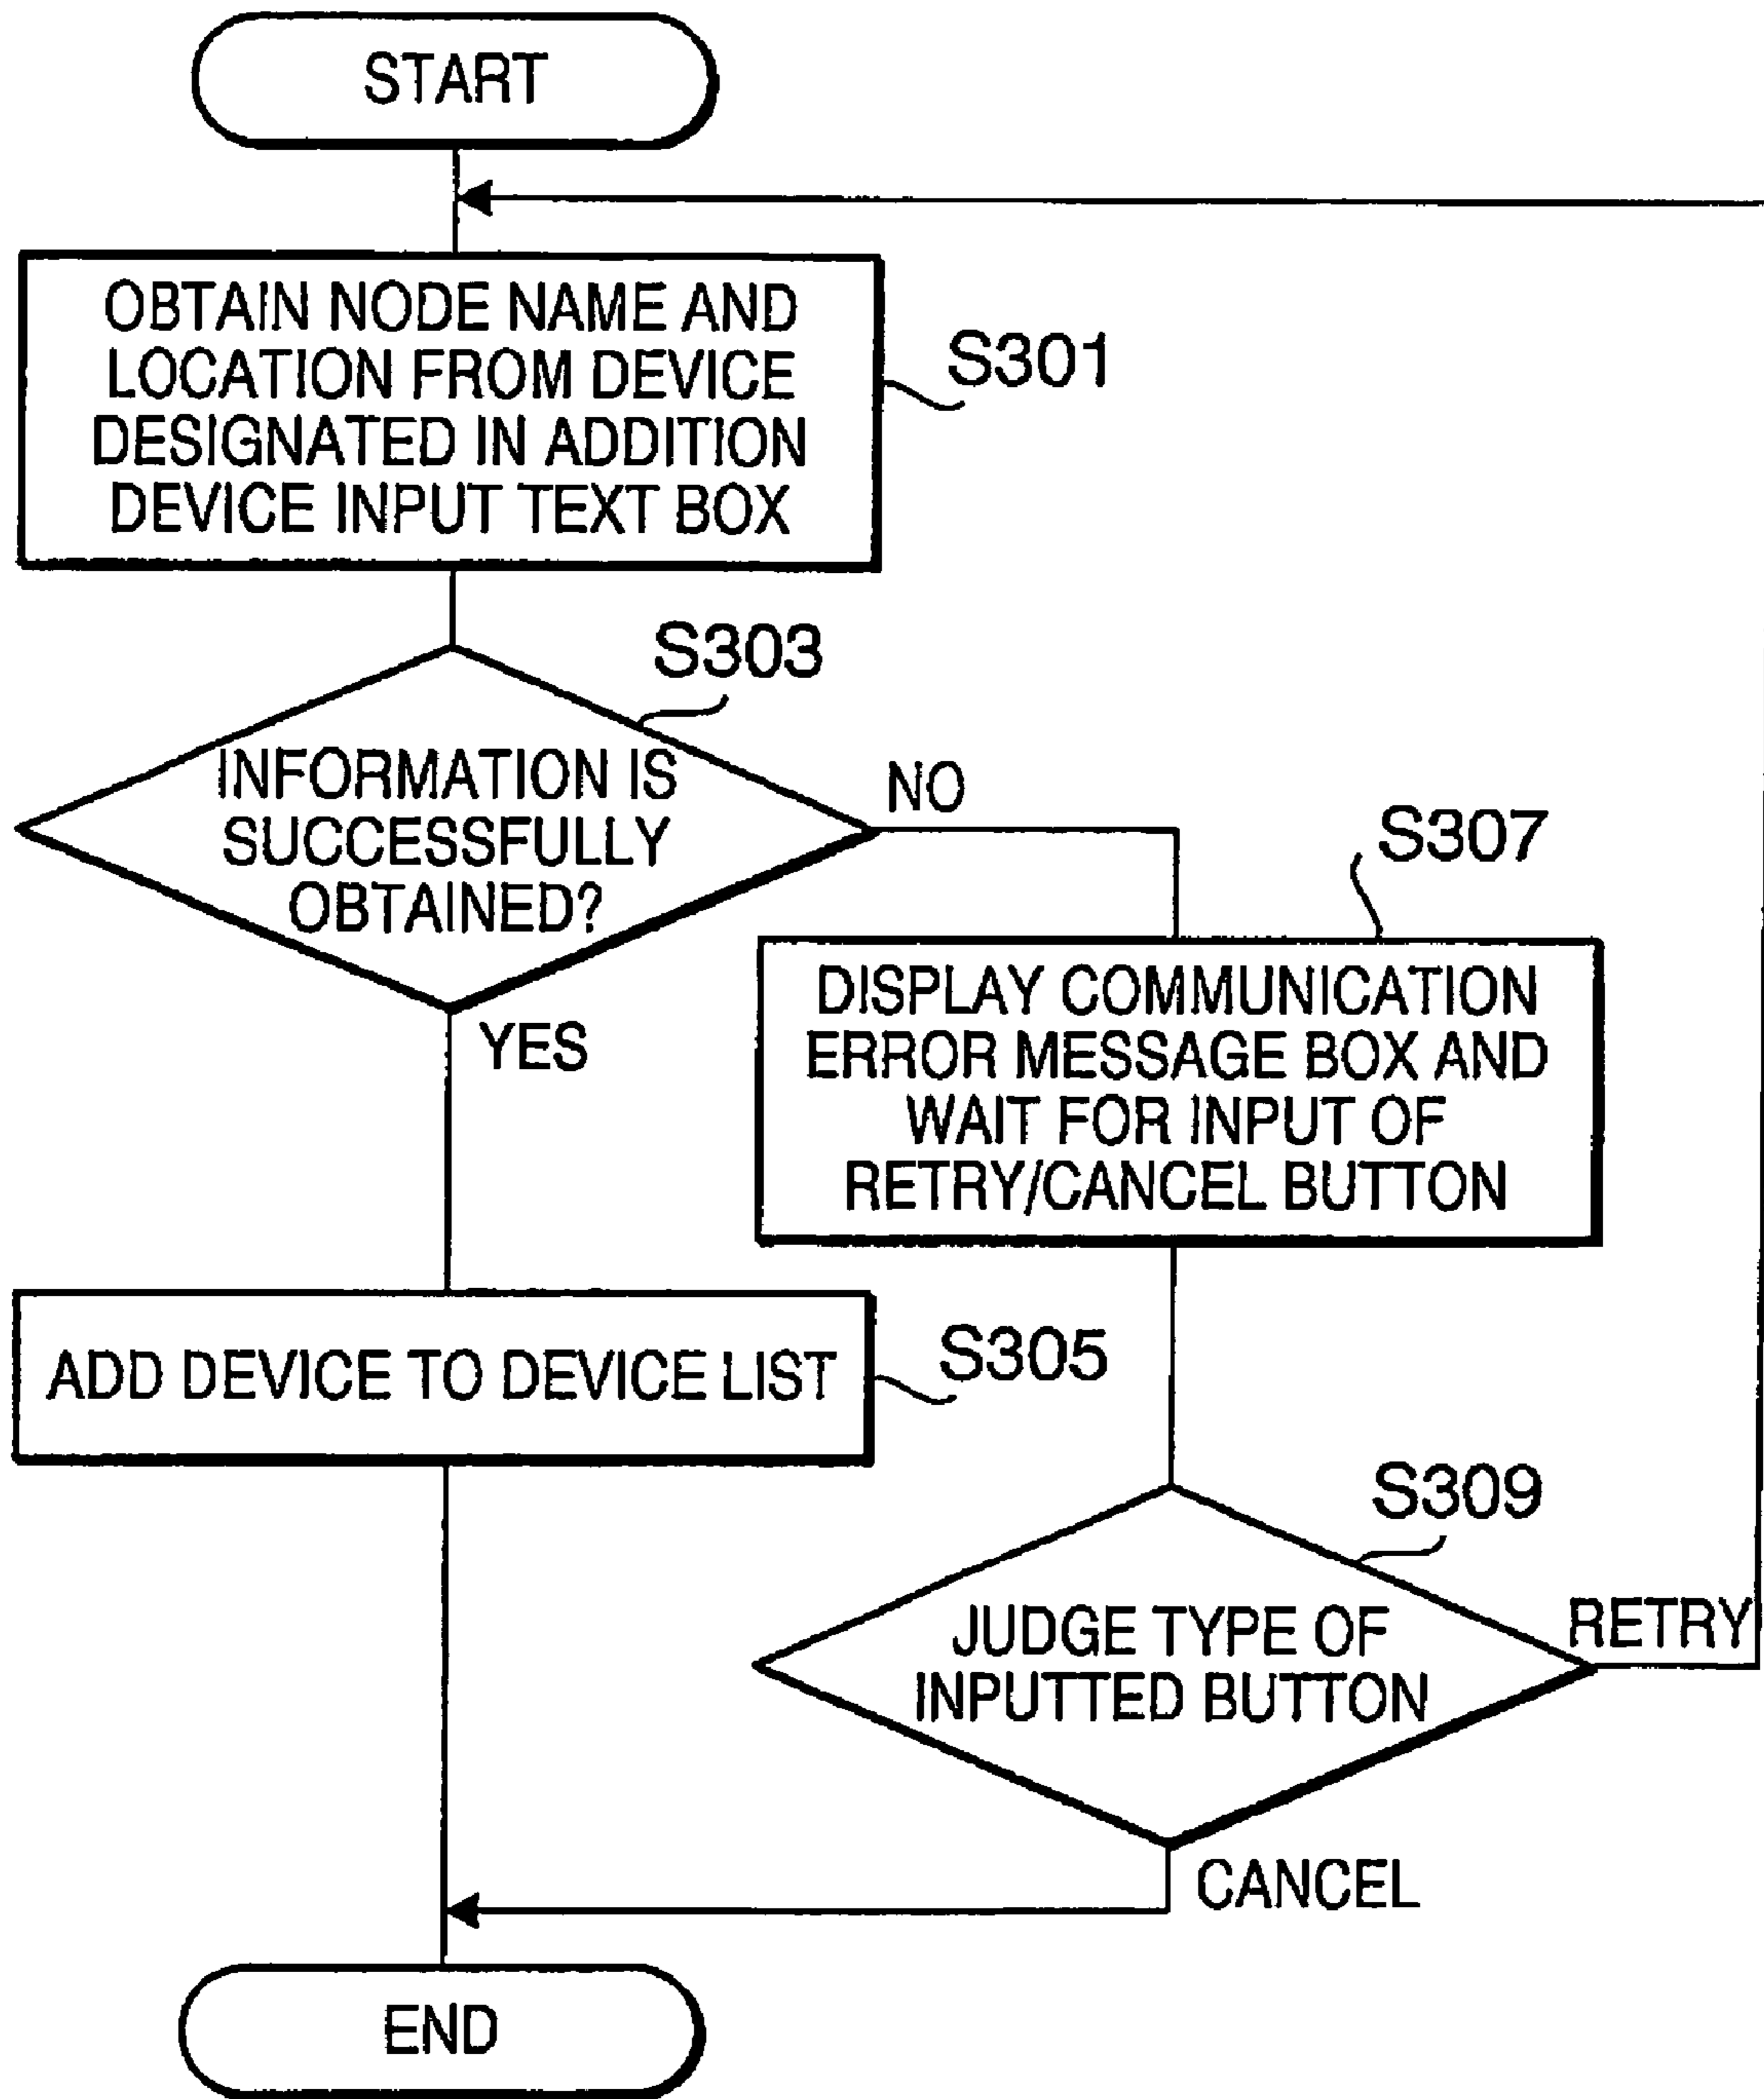 START
OBTAIN NODE NAME AND
LOCATION FROM DEVICE
DESIGNATED IN ADDITION
DEVICE INPUT TEXT BOX
S301
S303
INFORMATION IS
SUCCESSFULLY
OBTAINED?
NO
YES
S307
DISPLAY COMMUNICATION
ERROR MESSAGE BOX AND
WAIT FOR INPUT OF
RETRY/CANCEL BUTTON
ADD DEVICE TO DEVICE LIST
S305
S309
JUDGE TYPE OF
INPUTTED BUTTON
RETRY
CANCEL
END